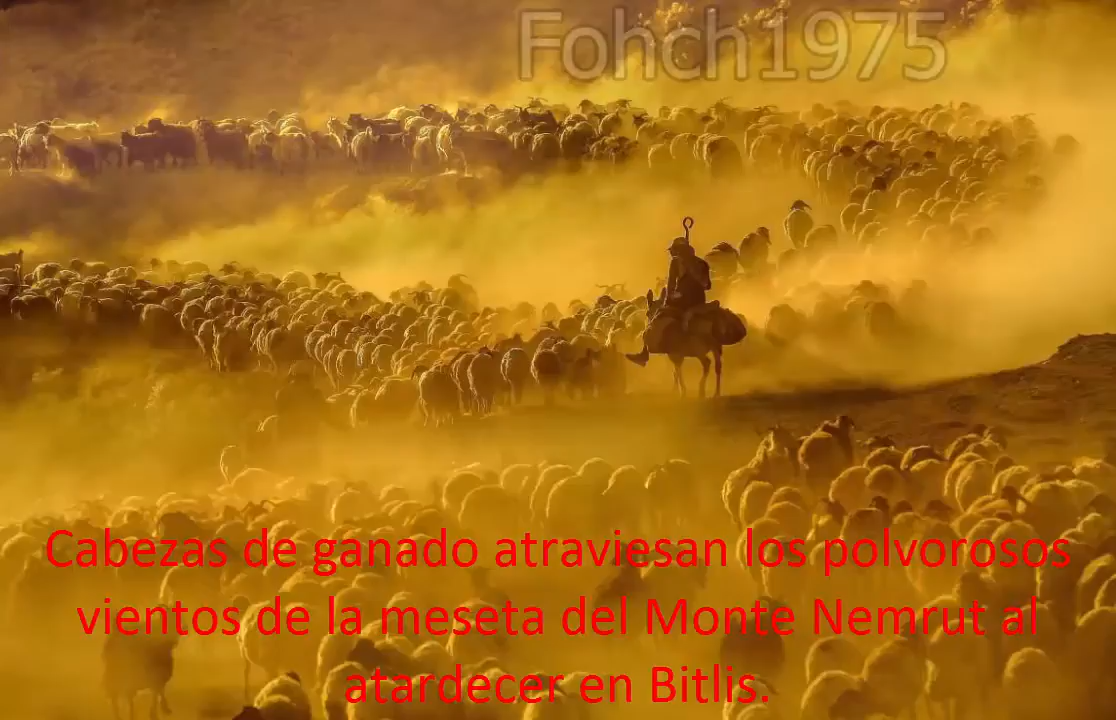 Fohch1975
Cabezas de ganado atraviesan los polvorosos
vientos de la meseta del Monte Nemrut al
atardecer en Bitlis.